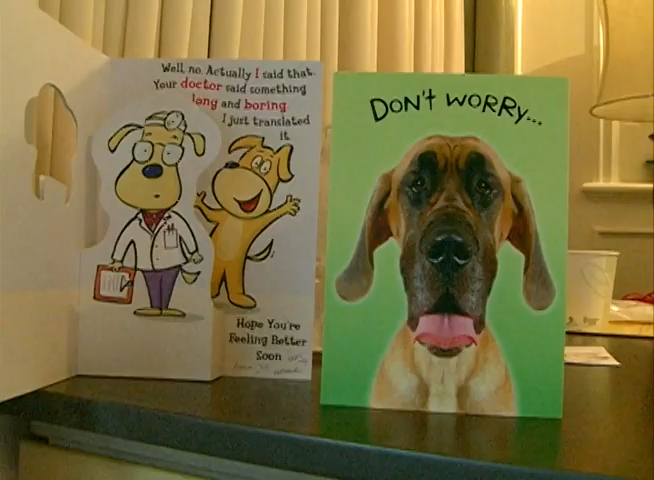 Well, no. Actually I said that.
Your doctor said something
long and boring.
I just translated
it
Hope You're
Feeling Better
Soon
DON'T WORRY...